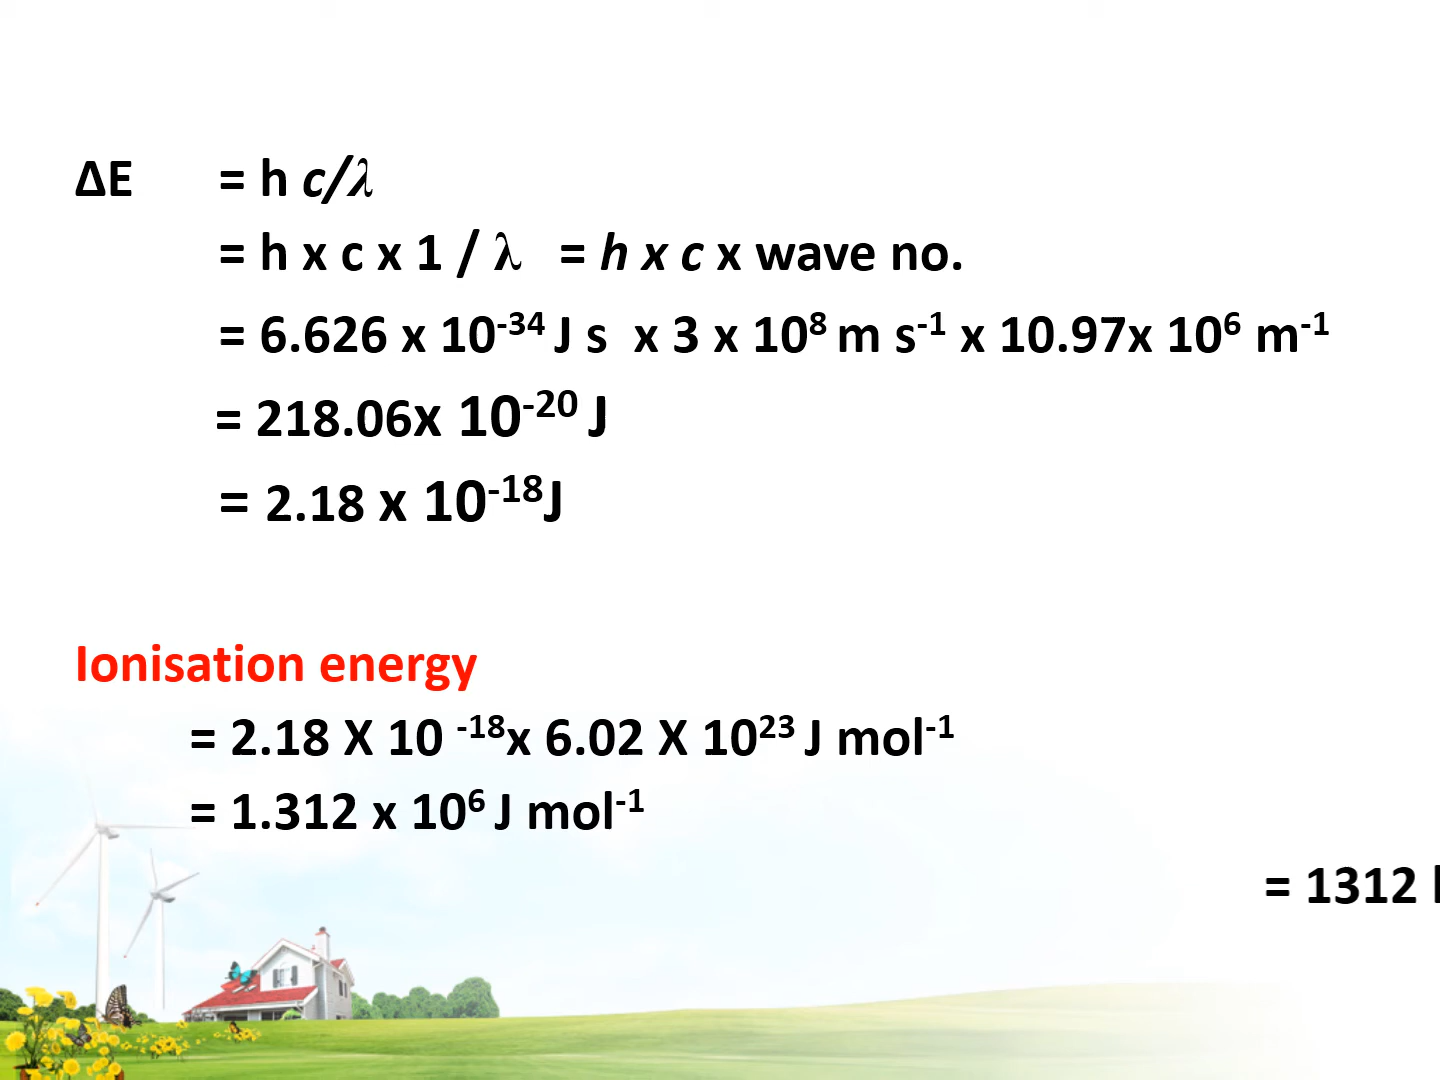 ΔE = h c/λ
= h x c x 1 / λ = h x c x wave no.
= 6.626 x 10⁻³⁴ J s x 3 x 10⁸ m s⁻¹ x 10.97x 10⁶ m⁻¹
= 218.06x 10⁻²⁰ J
= 2.18 x 10⁻¹⁸J
Ionisation energy
= 2.18 X 10 ⁻¹⁸x 6.02 X 10²³ J mol⁻¹
= 1.312 x 10⁶ J mol⁻¹
= 1312